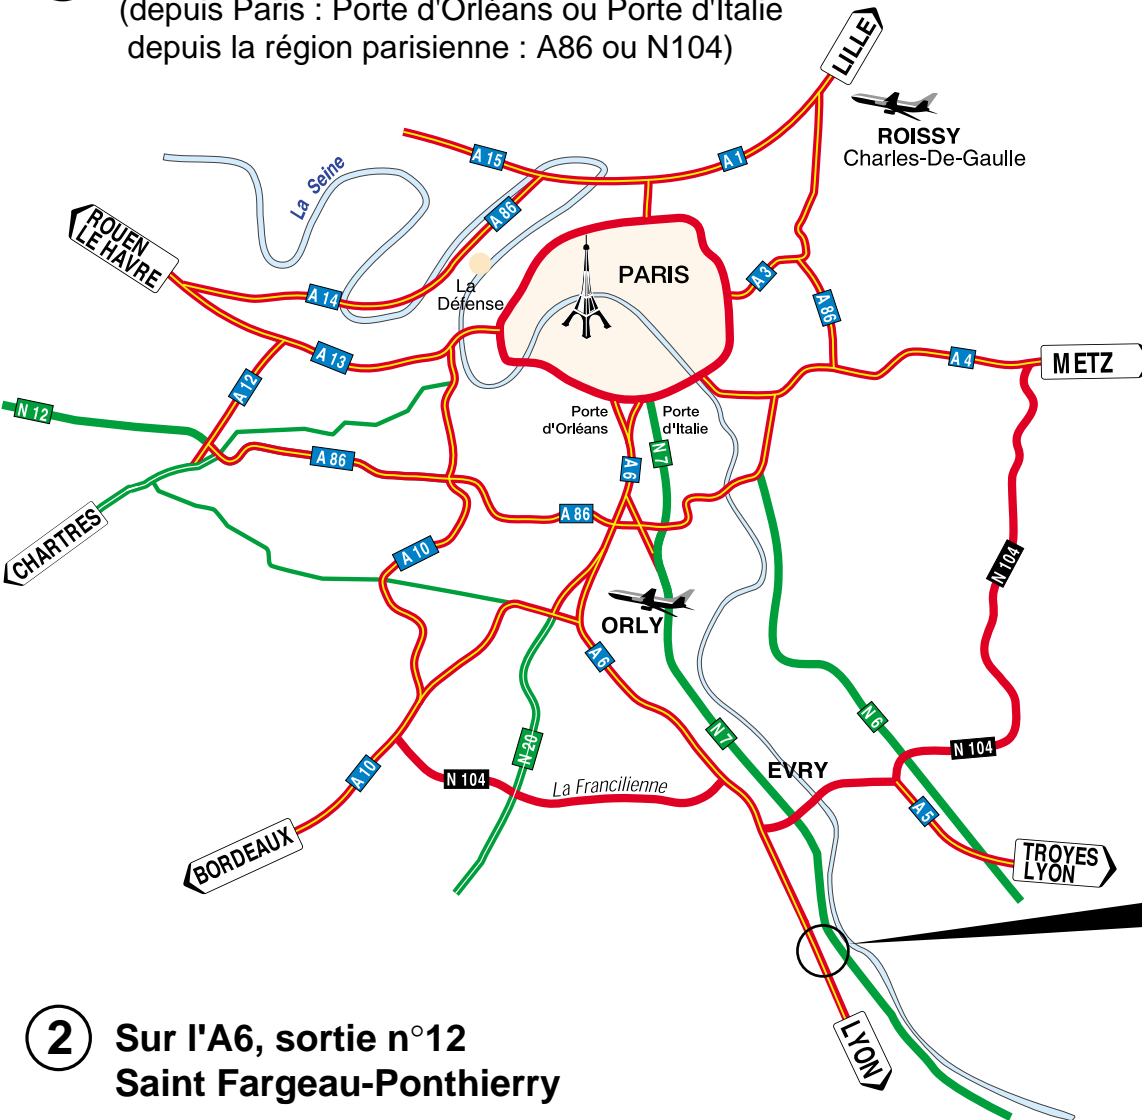 (depuis Paris : Porte d'Orléans ou Porte d'Italie
depuis la région parisienne : A86 ou N104)
LILLE
ROISSY
Charles-De-Gaulle
A 15
A 1
La Seine
A 86
ROUEN
LE HAVRE
PARIS
A 3
La
Défense
A 14
A 86
A 13
A 4
METZ
A 12
N 12
Porte
d'Orléans
Porte
d'Italie
A 86
A 6
N 7
A 86
CHARTRES
A 10
N 104
ORLY
A 6
N 6
N 7
N 20
N 104
A 10
N 104
La Francilienne
EVRY
A 5
BORDEAUX
TROYES
LYON
LYON
2 Sur l'A6, sortie n°12
Saint Fargeau-Ponthierry